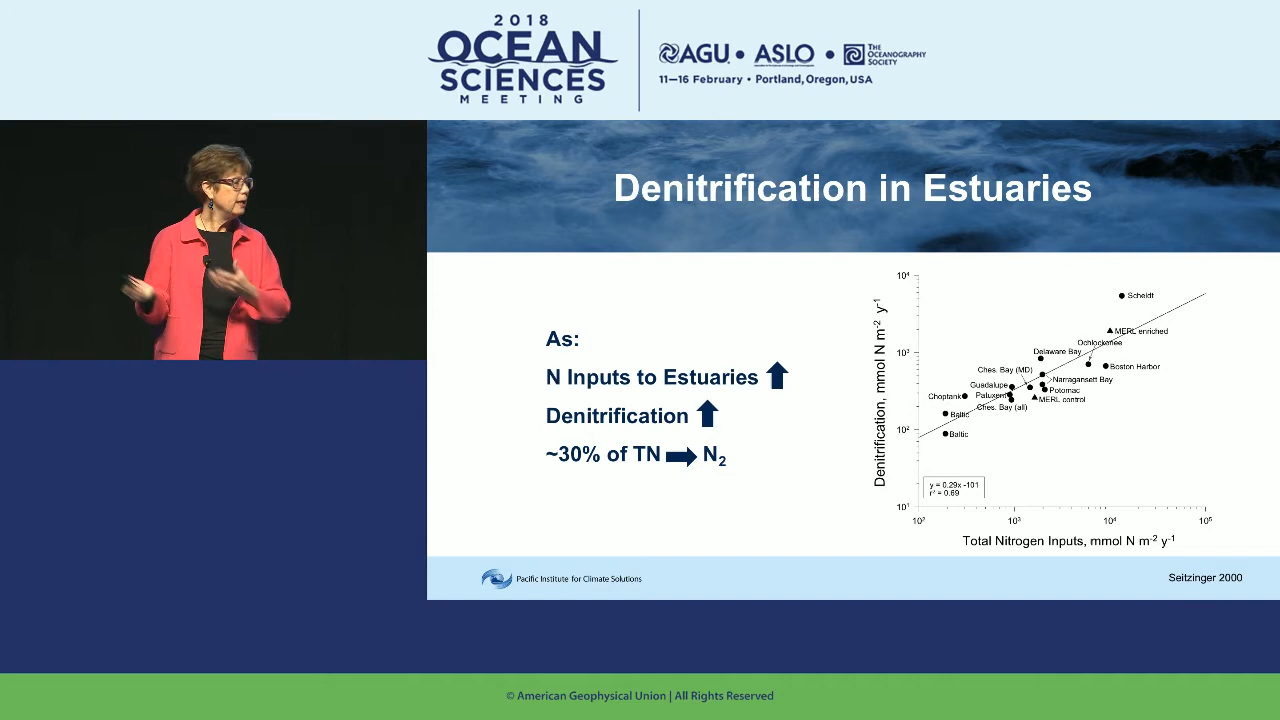 2018
OCEAN
SCIENCES
MEETING
AGU • ASLO • THE OCEANOGRAPHY SOCIETY
11–16 February • Portland, Oregon, USA
Denitrification in Estuaries
As:
N Inputs to Estuaries
Denitrification
~30% of TN N₂
Denitrification, mmol N m⁻² y⁻¹
10⁴
10³
10²
10¹
Scheldt
MERL enriched
Ochlockonee
Delaware Bay
Boston Harbor
Ches. Bay (MD)
Narragansett Bay
Guadalupe
Potomac
Choptank
Patuxent
MERL control
Ches. Bay (all)
Baltic
Baltic
y = 0.29x -101
r² = 0.69
10² 10³ 10⁴ 10⁵
Total Nitrogen Inputs, mmol N m⁻² y⁻¹
Pacific Institute for Climate Solutions
Seitzinger 2000
© American Geophysical Union | All Rights Reserved